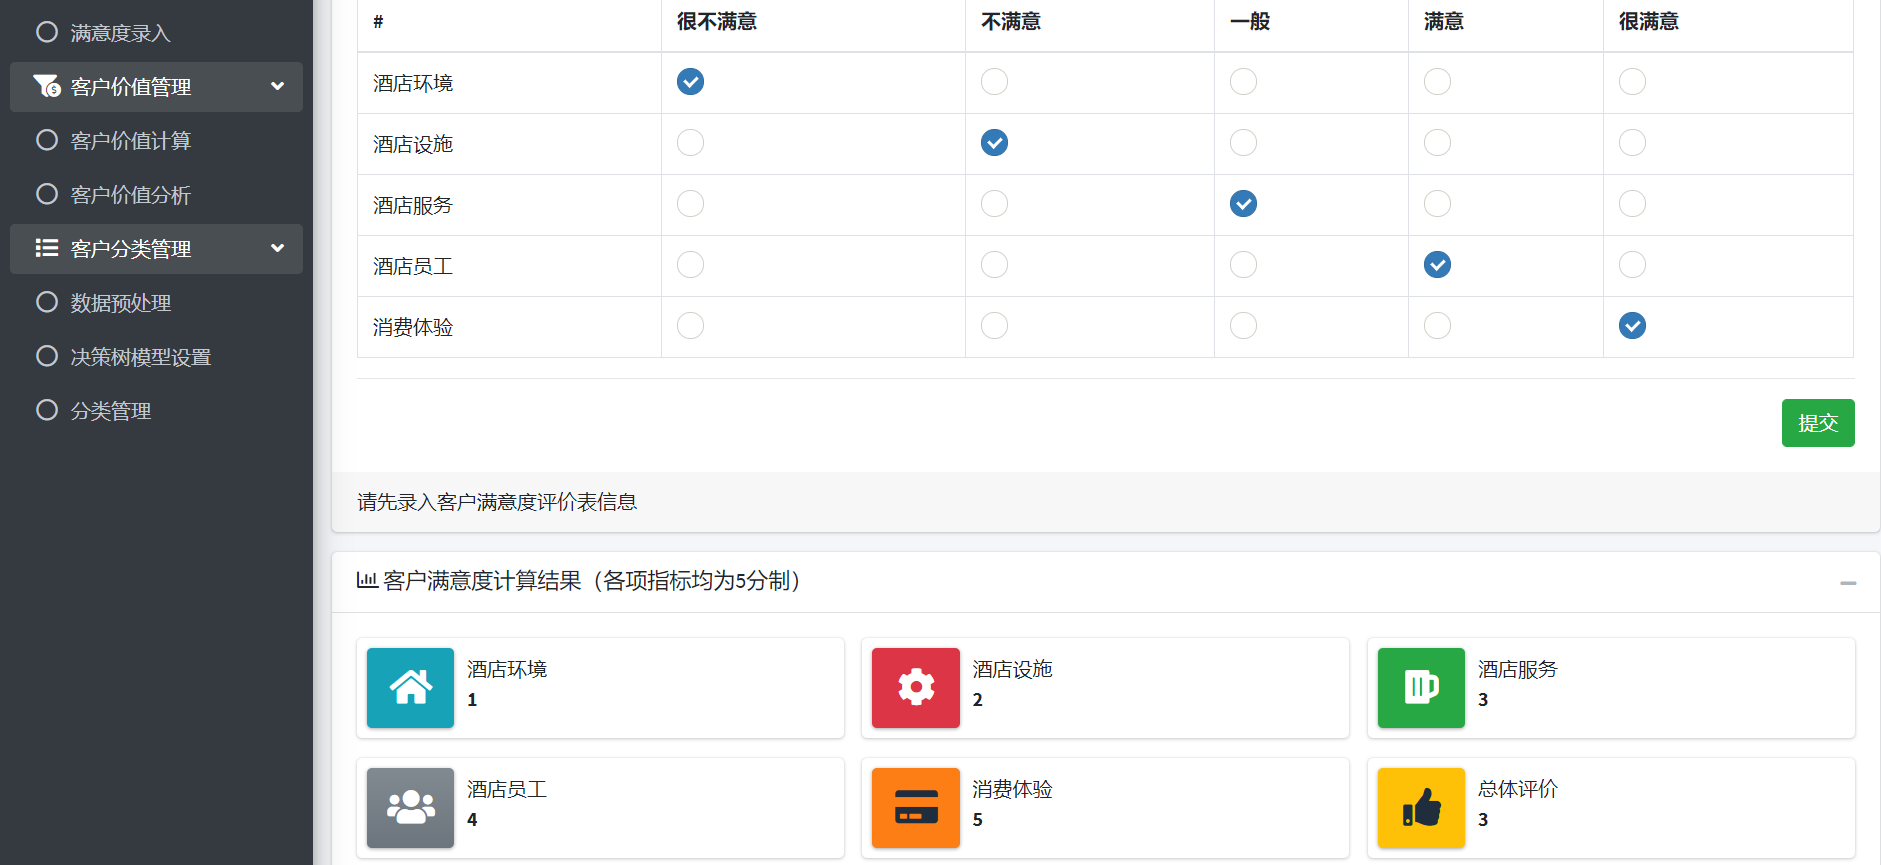 满意度录入
客户价值管理
客户价值计算
客户价值分析
客户分类管理
数据预处理
决策树模型设置
分类管理
# 很不满意 不满意 一般 满意 很满意
酒店环境
酒店设施
酒店服务
酒店员工
消费体验
提交
请先录入客户满意度评价表信息
客户满意度计算结果（各项指标均为5分制）
酒店环境
1
酒店设施
2
酒店服务
3
酒店员工
4
消费体验
5
总体评价
3